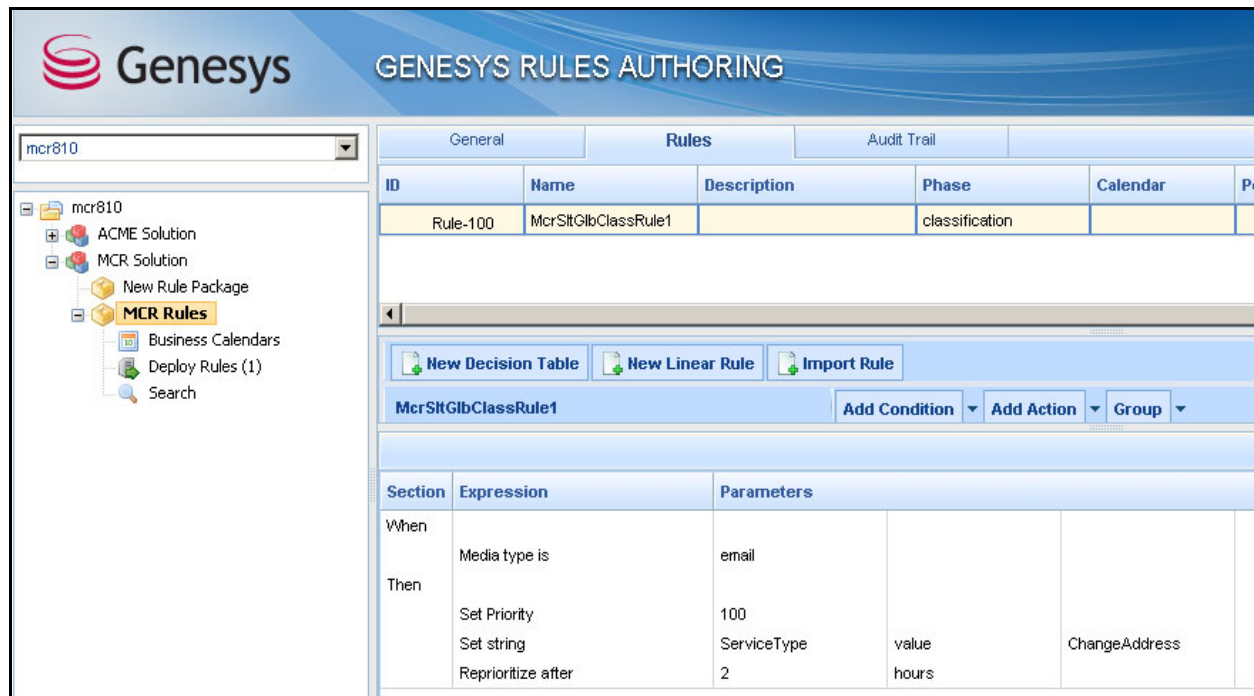 Genesys
GENESYS RULES AUTHORING
mcr810
mcr810
ACME Solution
MCR Solution
New Rule Package
MCR Rules
Business Calendars
Deploy Rules (1)
Search
General Rules Audit Trail
ID Name Description Phase Calendar
Rule-100 McrSltGlbClassRule1 classification
New Decision Table New Linear Rule Import Rule
McrSltGlbClassRule1 Add Condition Add Action Group
Section Expression Parameters
When
Media type is email
Then
Set Priority 100
Set string ServiceType value ChangeAddress
Reprioritize after 2 hours